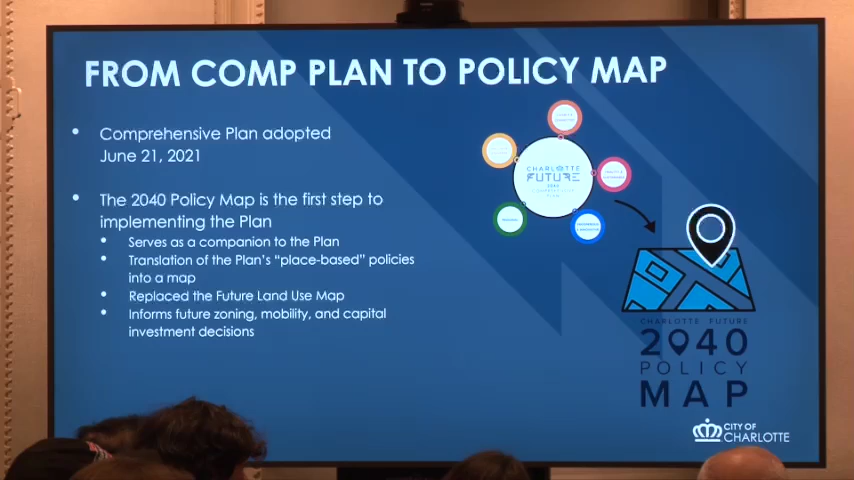 FROM COMP PLAN TO POLICY MAP
• Comprehensive Plan adopted
June 21, 2021
• The 2040 Policy Map is the first step to
implementing the Plan
• Serves as a companion to the Plan
• Translation of the Plan's "place-based" policies
into a map
• Replaced the Future Land Use Map
• Informs future zoning, mobility, and capital
investment decisions
CHARLOTTE
FUTURE
2040
CHARLOTTE FUTURE
2040
POLICY
MAP
CITY OF
CHARLOTTE